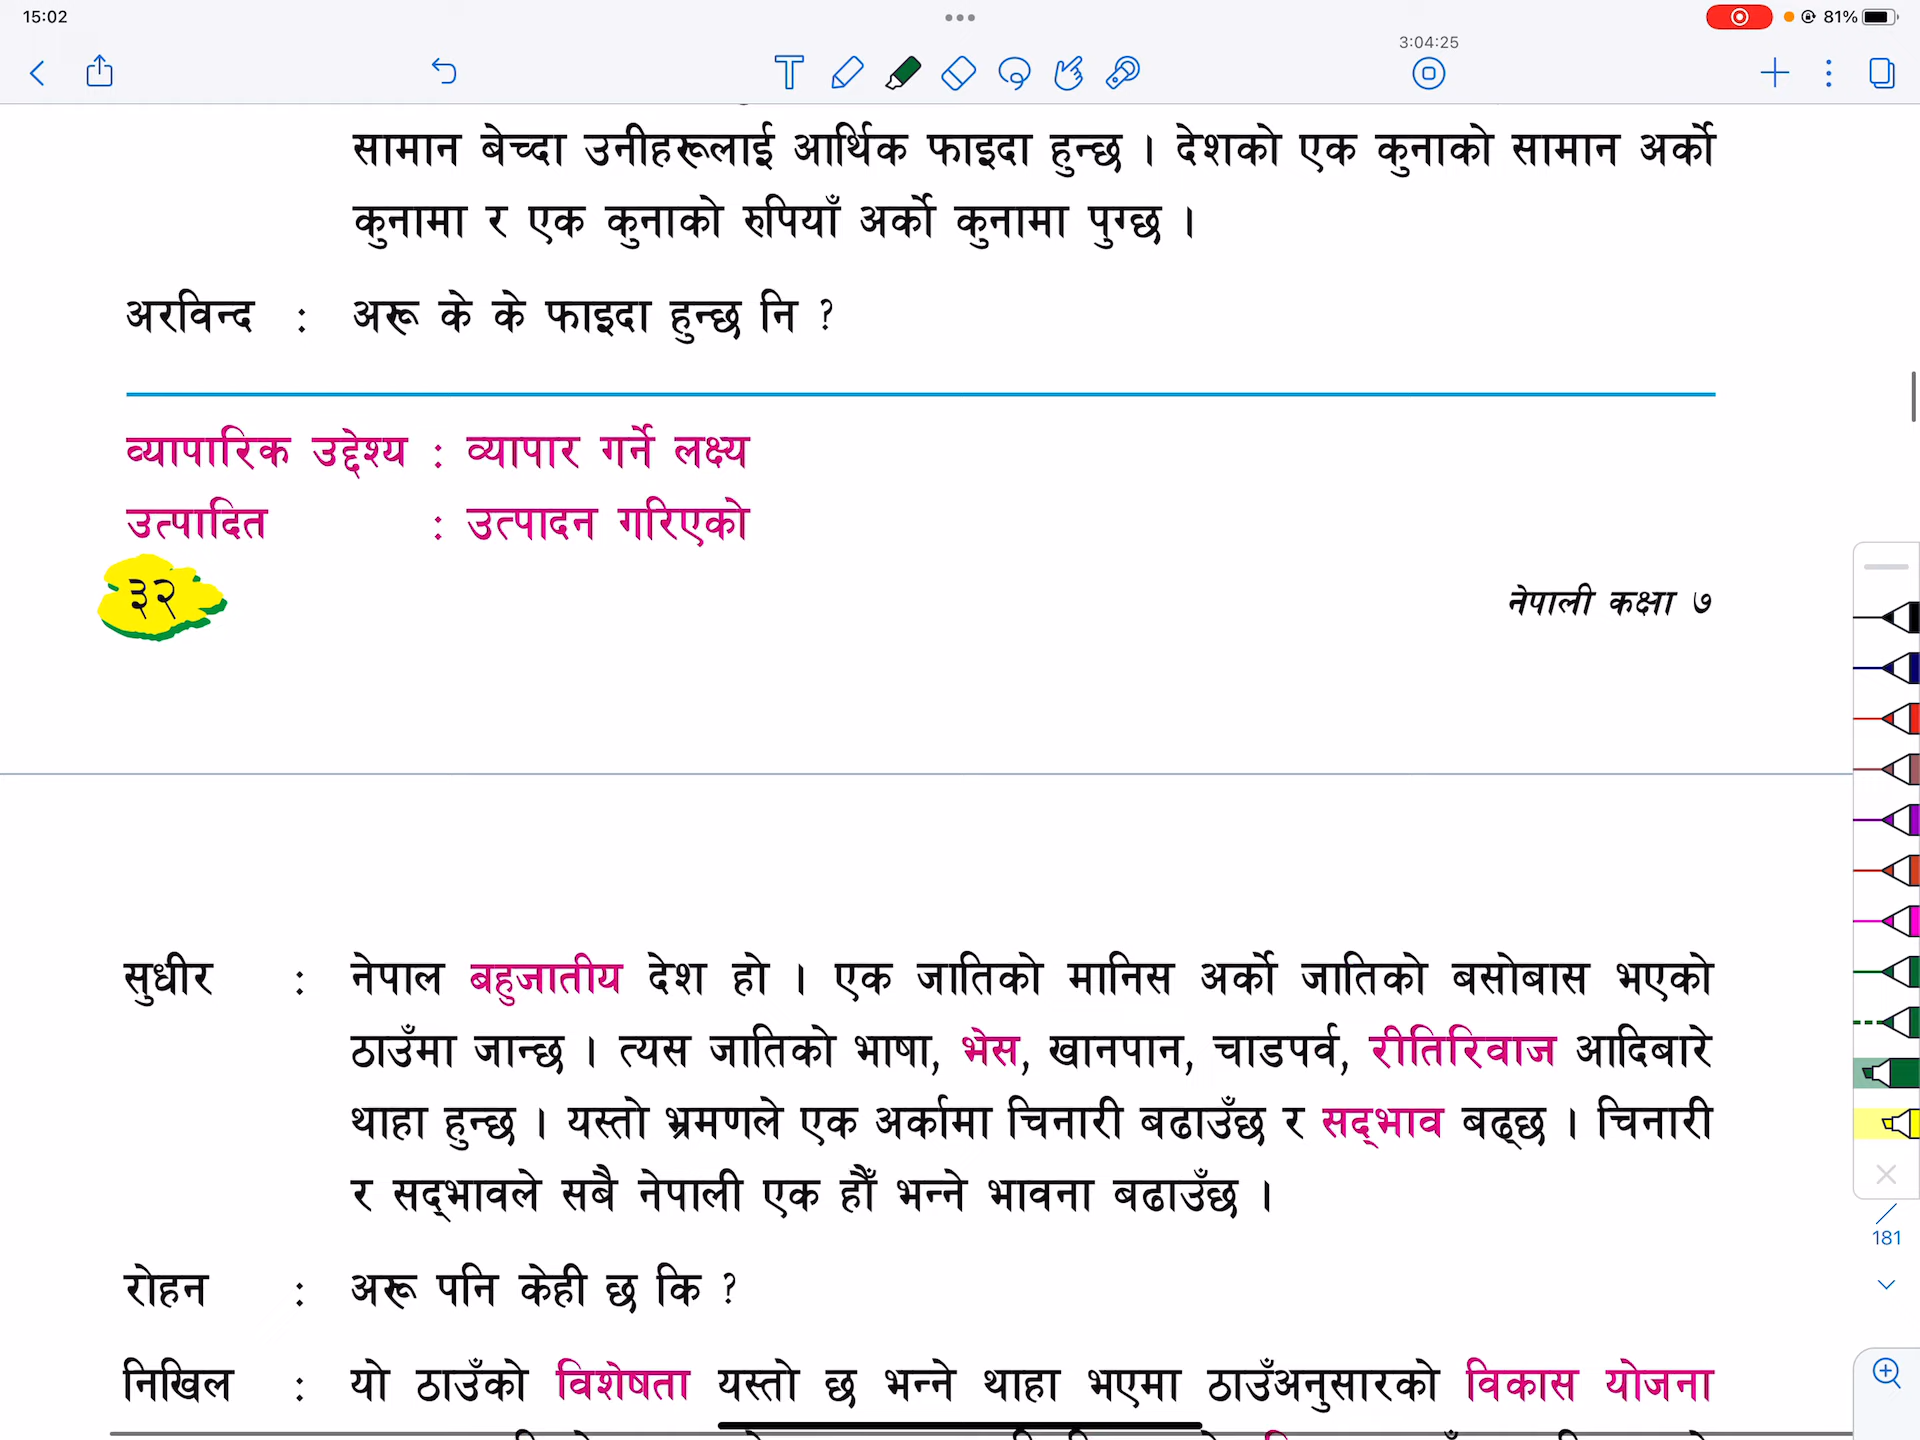 15:02
81%
3:04:25
सामान बेच्दा उनीहरूलाई आर्थिक फाइदा हुन्छ । देशको एक कुनाको सामान अर्को
कुनामा र एक कुनाको रुपियाँ अर्को कुनामा पुग्छ ।
अरविन्द : अरू के के फाइदा हुन्छ नि ?
व्यापारिक उद्देश्य : व्यापार गर्ने लक्ष्य
उत्पादित : उत्पादन गरिएको
३२
नेपाली कक्षा ७
सुधीर : नेपाल बहुजातीय देश हो । एक जातिको मानिस अर्को जातिको बसोबास भएको
ठाउँमा जान्छ । त्यस जातिको भाषा, भेस, खानपान, चाडपर्व, रीतिरिवाज आदिबारे
थाहा हुन्छ । यस्तो भ्रमणले एक अर्कामा चिनारी बढाउँछ र सद्‌भाव बढ्छ । चिनारी
र सद्‌भावले सबै नेपाली एक हौँ भन्ने भावना बढाउँछ ।
रोहन : अरू पनि केही छ कि ?
निखिल : यो ठाउँको विशेषता यस्तो छ भन्ने थाहा भएमा ठाउँअनुसारको विकास योजना
181